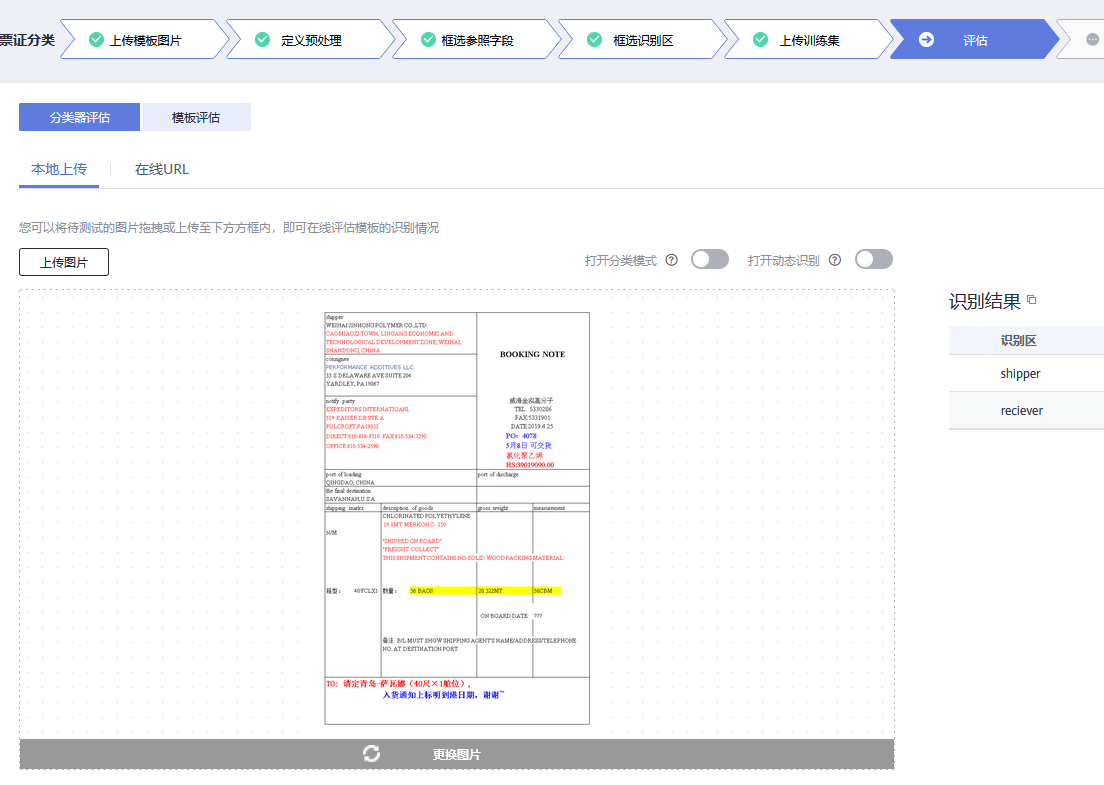 票证分类
上传模板图片
定义预处理
框选参照字段
框选识别区
上传训练集
评估
分类器评估
模板评估
本地上传
在线URL
您可以将待测试的图片拖拽或上传至下方方框内，即可在线评估模板的识别情况
上传图片
打开分类模式
打开动态识别
识别结果
识别区
shipper
reciever
shipper
WEIHAI JINHONG POLYMER CO.,LTD.
CAOMIAOZI TOWN, LINGANG ECONOMIC AND
TECHNOLOGICAL DEVELOPMENT ZONE, WEIHAI,
SHANDONG, CHINA
BOOKING NOTE
consignee
PERFORMANCE ADDITIVES LLC.
33 S DELAWARE AVE SUITE 204
YARDLEY, PA 19067
notify party
EXPEDITORS INTERNATIOANL
519 KAISER DR STE A
FOLCROFT,PA19032
DIRECT:610-616-9310 FAX:610-534-7290
OFFICE:610-534-2590
威海金泓高分子
TEL: 5330286
FAX:5331901
DATE:2019.4.25
PO: 4078
5月8日 可交货
氯化聚乙烯
HS:39019090.00
port of loading
QINGDAO, CHINA
port of discharge
the final destination
SAVANNAH,U.S.A.
shipping marks
description of goods
gross weight
measurement
CHLORINATED POLYETHYLENE
19.8MT MERKON C- 250
N/M
"SHIPPED ON BOARD"
"FREIGHT COLLECT"
THIS SHIPMENT CONTAINS NO-SOLID WOOD PACKING MATERIAL
箱型： 40'FCLX1
数量： 36 BAGS
20.322MT
56CBM
ON BOARD DATE: ???
备注: B/L MUST SHOW SHIPPING AGENT'S NAME/ADDRESS/TELEPHONE
NO. AT DESTINATION PORT.
TO: 请定青岛-萨瓦娜（40尺×1舱位），
入货通知上标明到港日期，谢谢~
更换图片